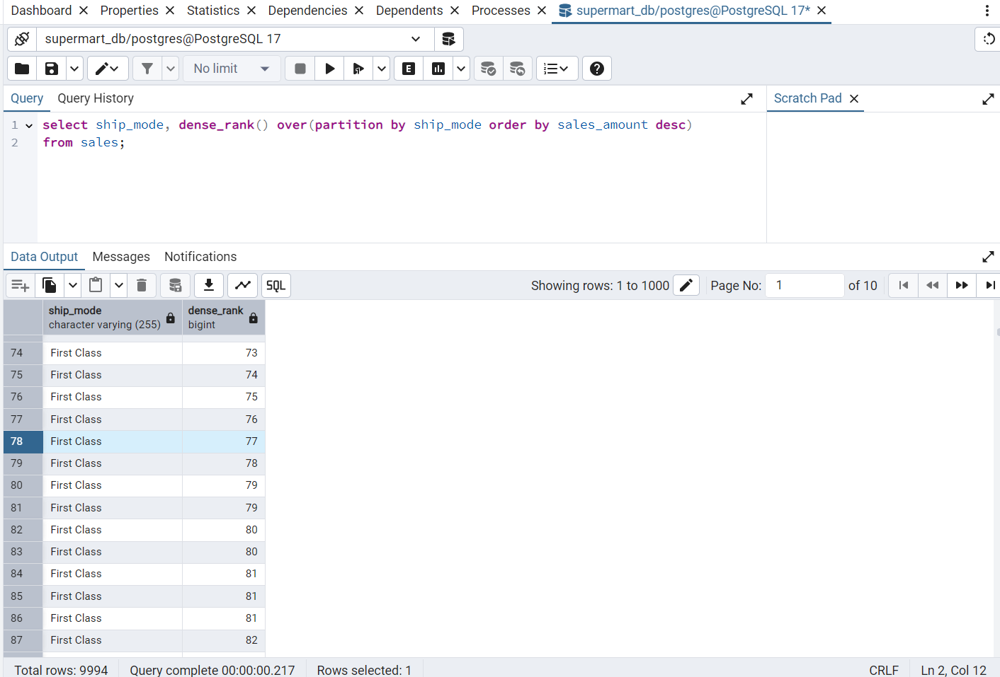 Dashboard Properties Statistics Dependencies Dependents Processes supermart_db/postgres@PostgreSQL 17*
supermart_db/postgres@PostgreSQL 17
No limit
Query Query History Scratch Pad
1 select ship_mode, dense_rank() over(partition by ship_mode order by sales_amount desc)
2 from sales;
Data Output Messages Notifications
SQL Showing rows: 1 to 1000 Page No: 1 of 10
ship_mode dense_rank
character varying (255) bigint
74 First Class 73
75 First Class 74
76 First Class 75
77 First Class 76
78 First Class 77
79 First Class 78
80 First Class 79
81 First Class 79
82 First Class 80
83 First Class 80
84 First Class 81
85 First Class 81
86 First Class 81
87 First Class 82
Total rows: 9994 Query complete 00:00:00.217 Rows selected: 1 CRLF Ln 2, Col 12